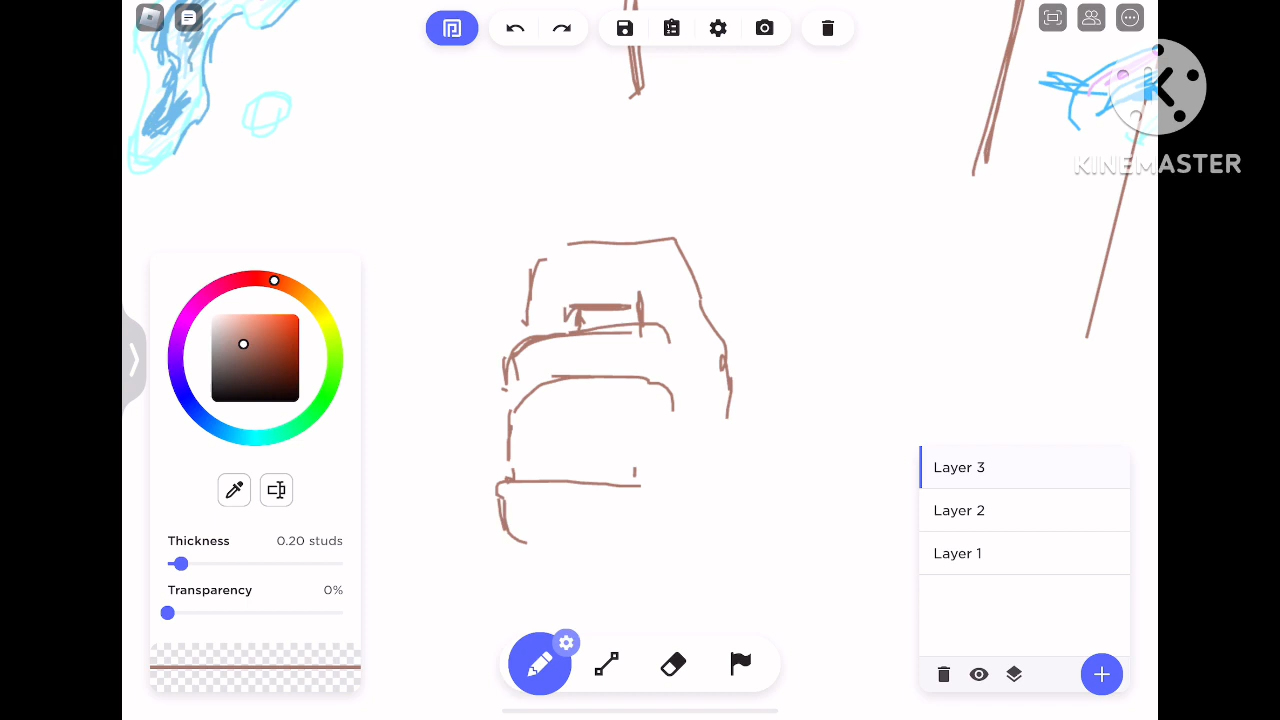 KINEMASTER
Thickness 0.20 studs
Transparency 0%
Layer 3
Layer 2
Layer 1